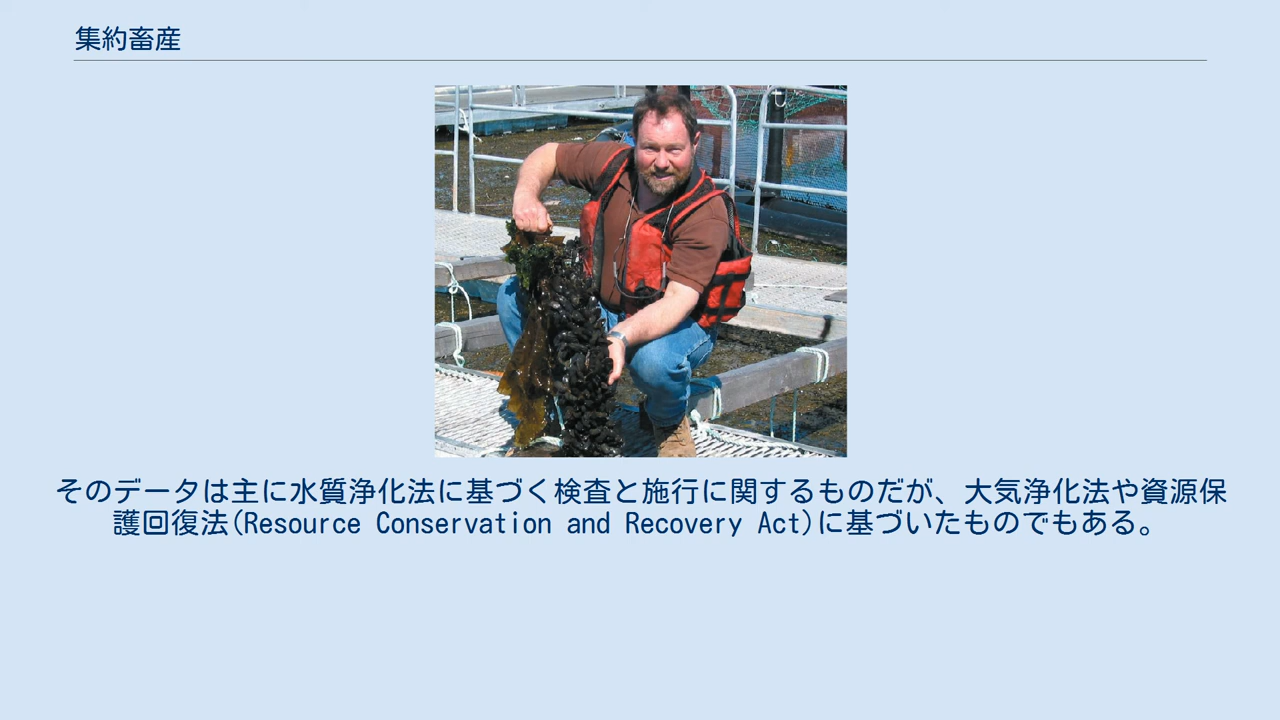 集約畜産
そのデータは主に水質浄化法に基づく検査と施行に関するものだが、大気浄化法や資源保
護回復法(Resource Conservation and Recovery Act)に基づいたものでもある。